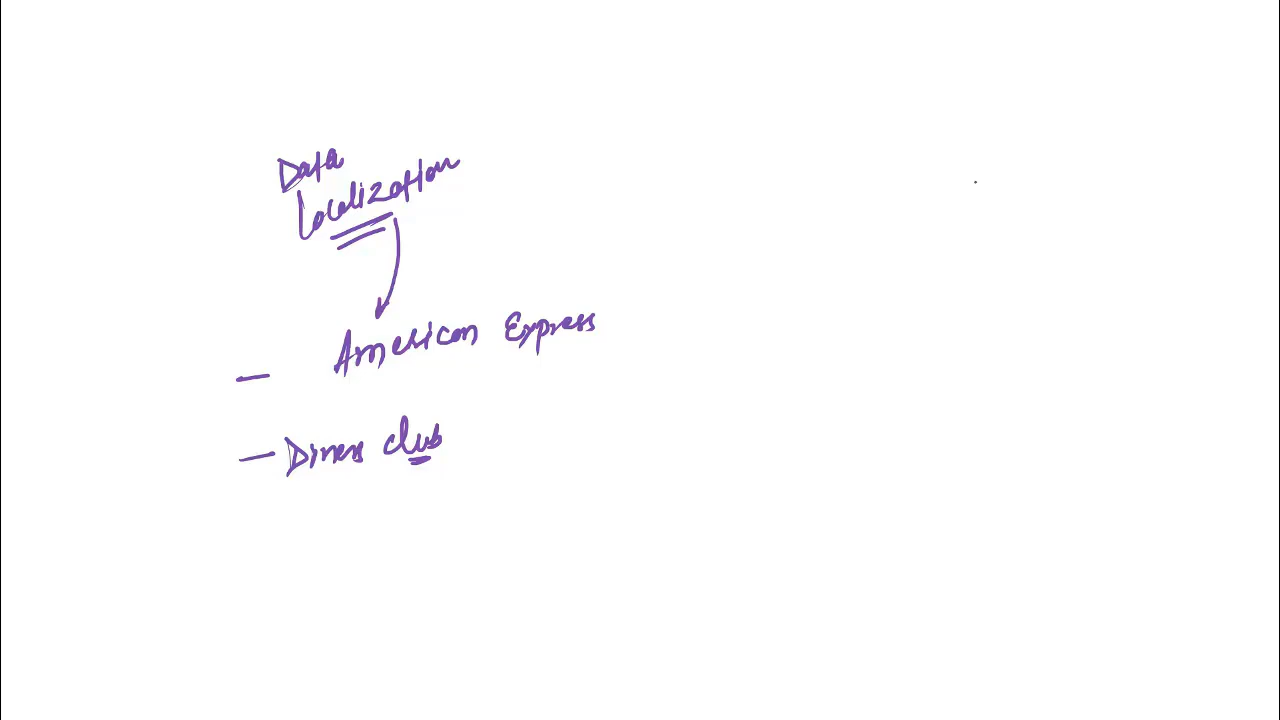 Data
Localization
— American Express
— Diners club